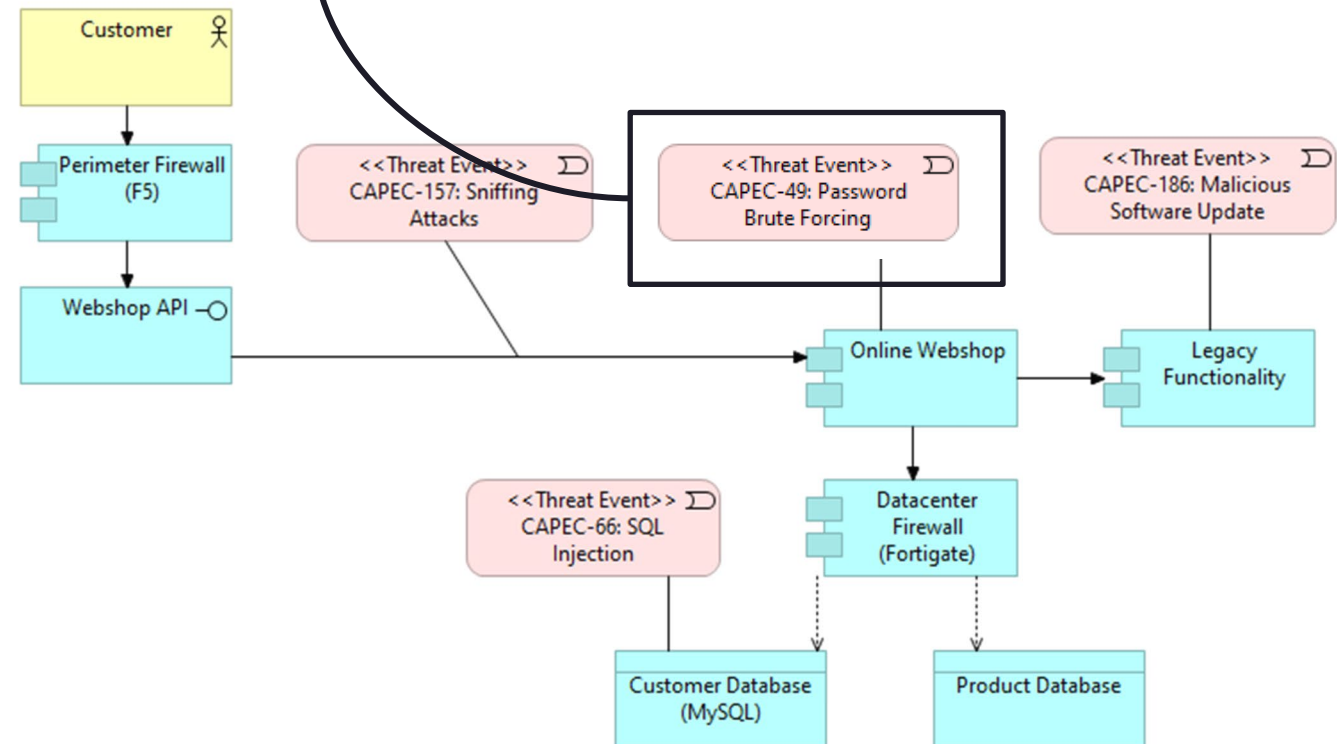 Customer
Perimeter Firewall
(F5)
<<Threat Event>>
CAPEC-157: Sniffing
Attacks
<<Threat Event>>
CAPEC-49: Password
Brute Forcing
<<Threat Event>>
CAPEC-186: Malicious
Software Update
Webshop API
Online Webshop
Legacy
Functionality
<<Threat Event>>
CAPEC-66: SQL
Injection
Datacenter
Firewall
(Fortigate)
Customer Database
(MySQL)
Product Database